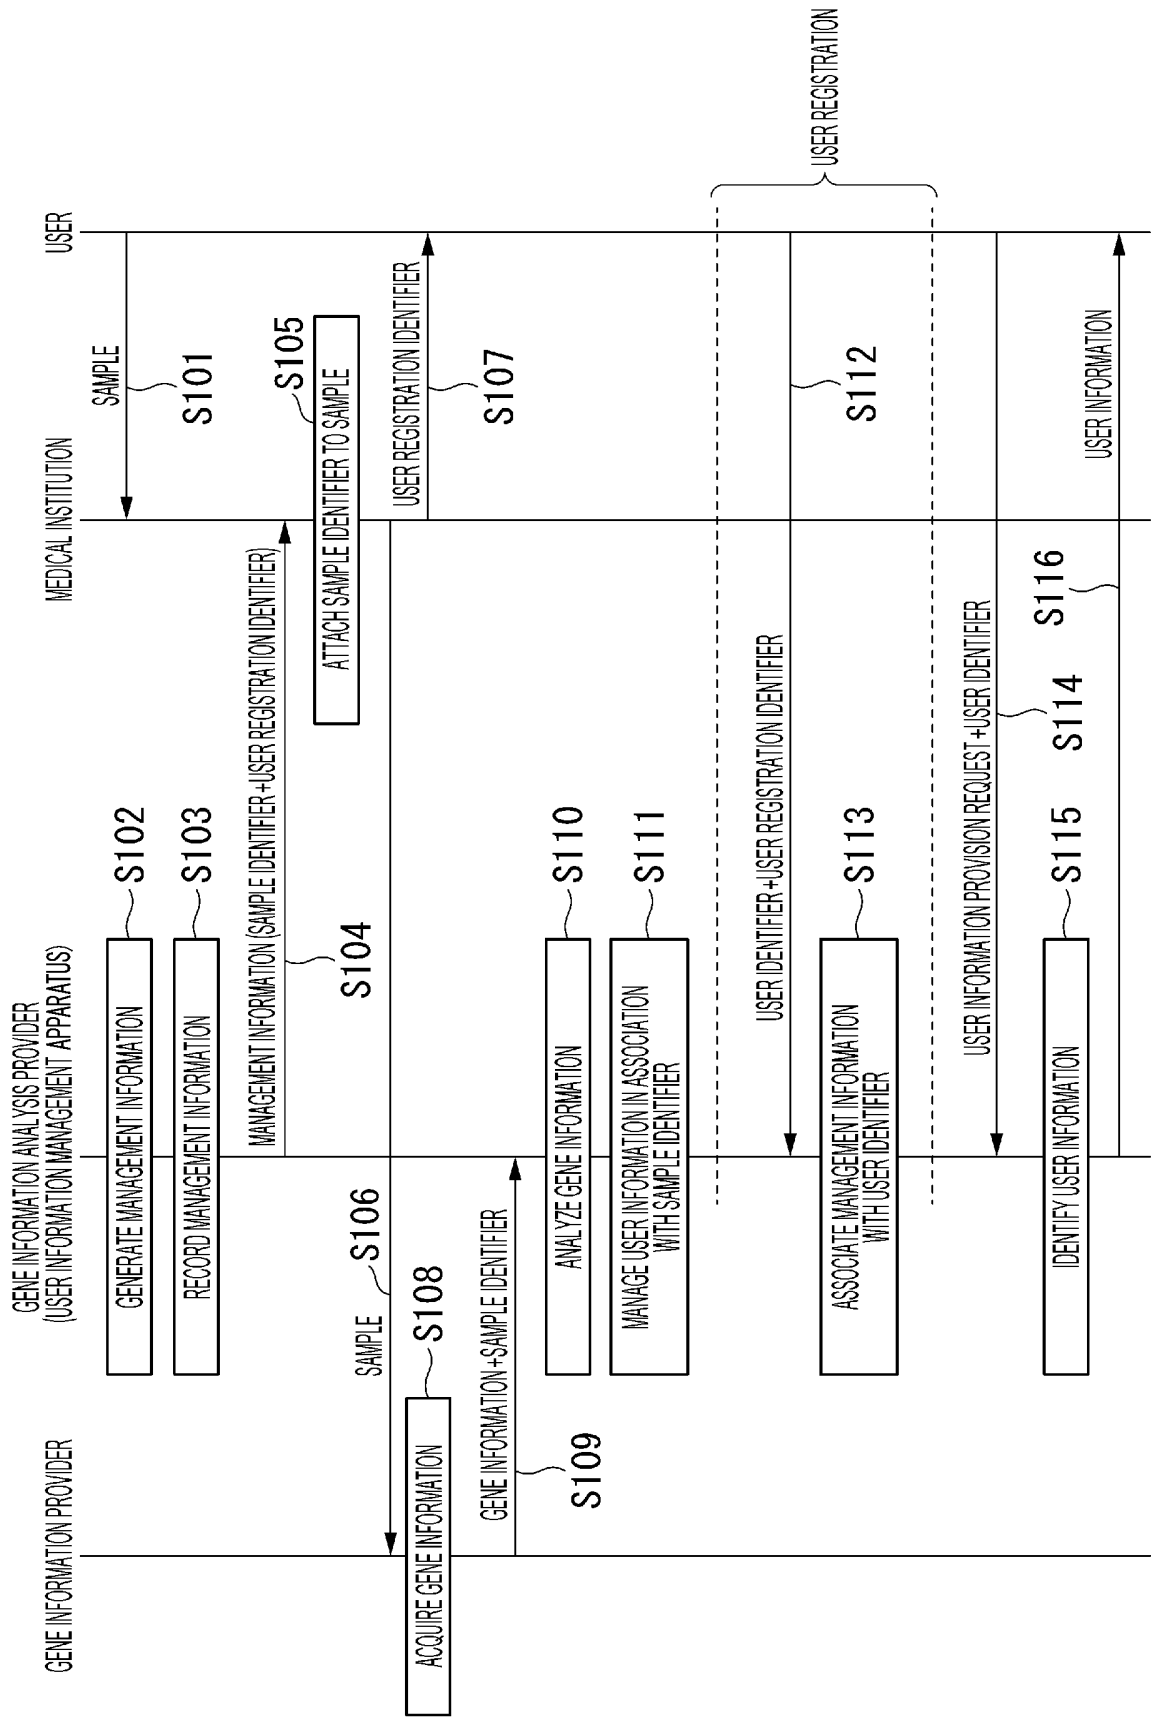 GENE INFORMATION PROVIDER
GENE INFORMATION ANALYSIS PROVIDER
(USER INFORMATION MANAGEMENT APPARATUS)
MEDICAL INSTITUTION
USER
SAMPLE
S101
GENERATE MANAGEMENT INFORMATION
S102
RECORD MANAGEMENT INFORMATION
S103
MANAGEMENT INFORMATION (SAMPLE IDENTIFIER+USER REGISTRATION IDENTIFIER)
S104
S105
ATTACH SAMPLE IDENTIFIER TO SAMPLE
SAMPLE
S106
USER REGISTRATION IDENTIFIER
S107
ACQUIRE GENE INFORMATION
S108
GENE INFORMATION+SAMPLE IDENTIFIER
S109
ANALYZE GENE INFORMATION
S110
MANAGE USER INFORMATION IN ASSOCIATION
WITH SAMPLE IDENTIFIER
S111
USER REGISTRATION
USER IDENTIFIER+USER REGISTRATION IDENTIFIER
S112
ASSOCIATE MANAGEMENT INFORMATION
WITH USER IDENTIFIER
S113
USER INFORMATION PROVISION REQUEST+USER IDENTIFIER
S114
IDENTIFY USER INFORMATION
S115
USER INFORMATION
S116